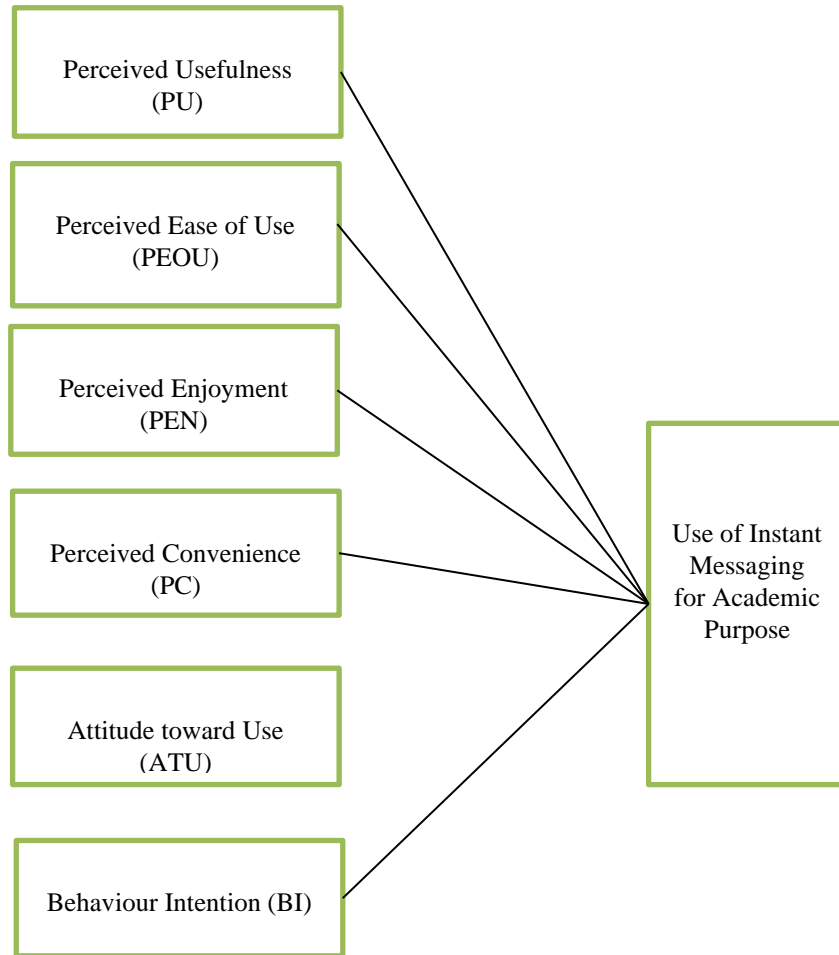 Perceived Usefulness
(PU)
Perceived Ease of Use
(PEOU)
Perceived Enjoyment
(PEN)
Perceived Convenience
(PC)
Attitude toward Use
(ATU)
Behaviour Intention (BI)
Use of Instant
Messaging
for Academic
Purpose